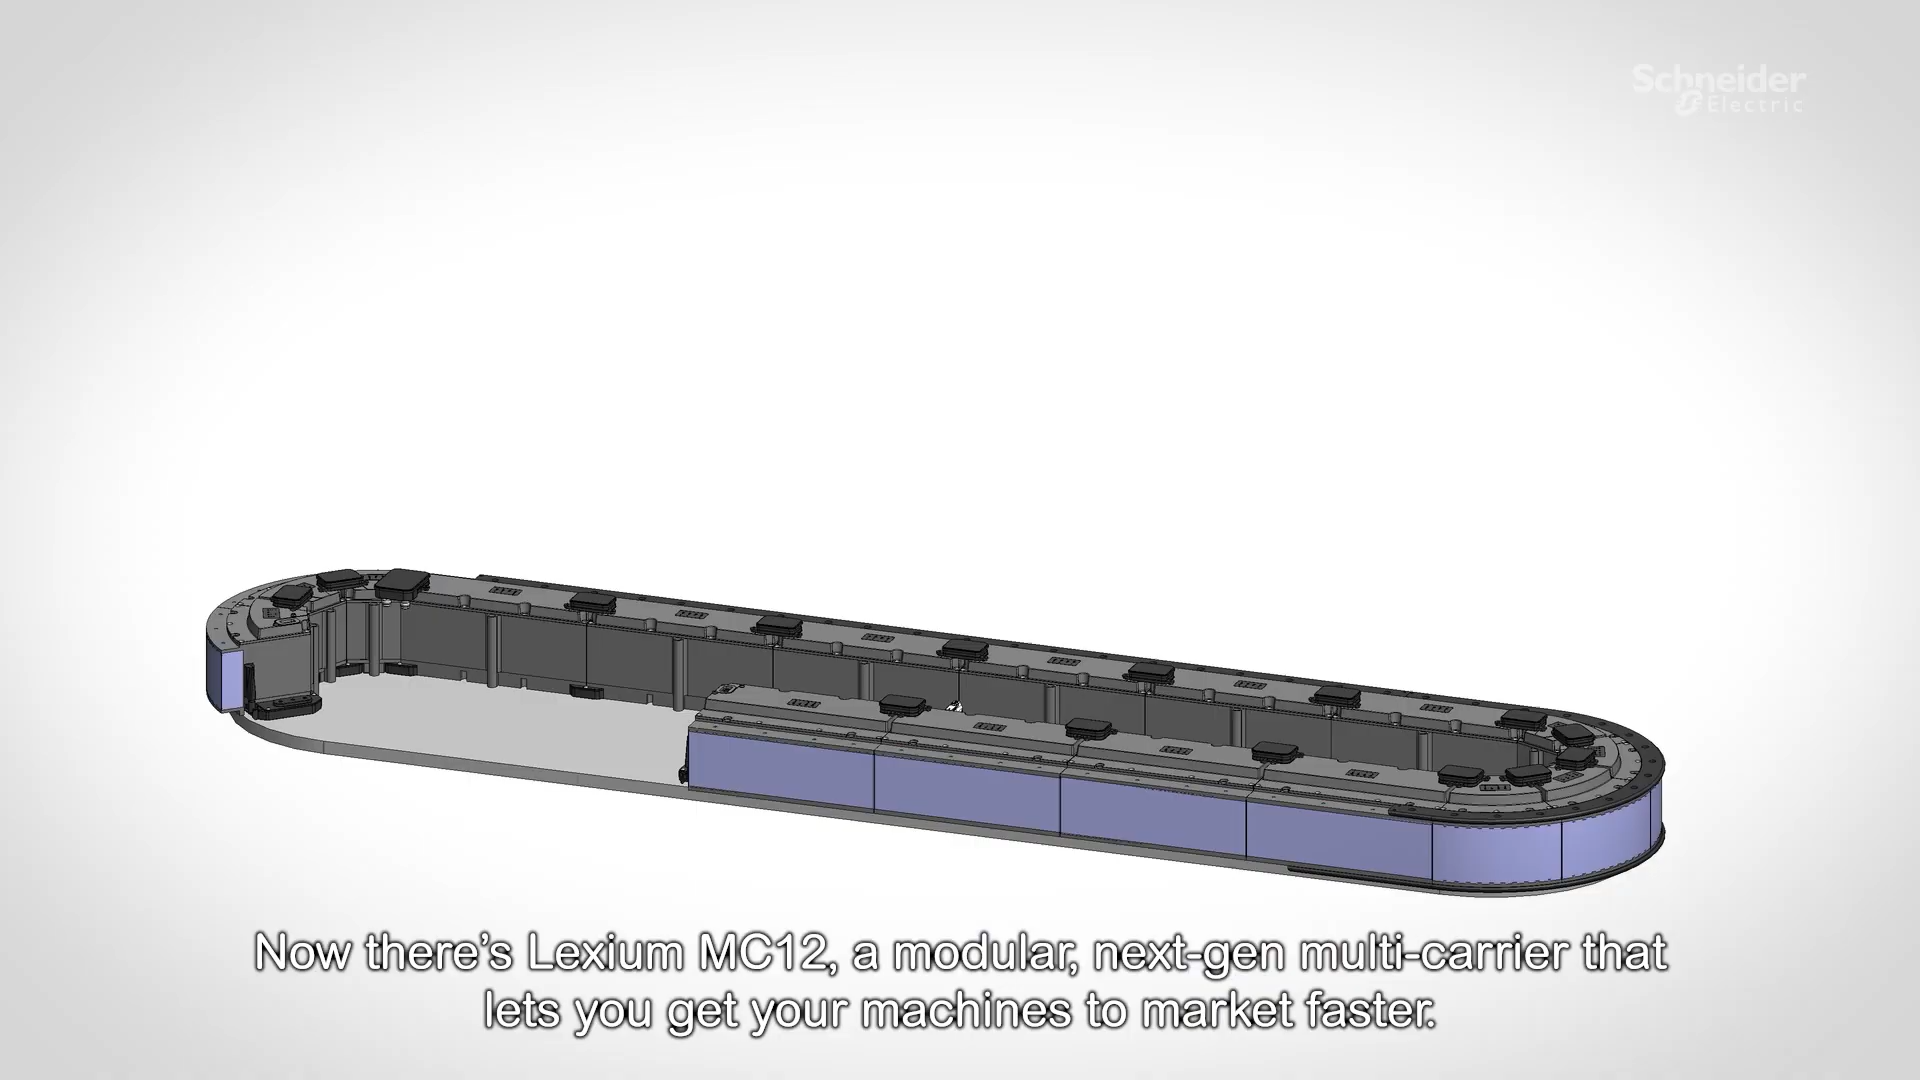 Schneider
Electric
Now there’s Lexium MC12, a modular, next-gen multi-carrier that
lets you get your machines to market faster.